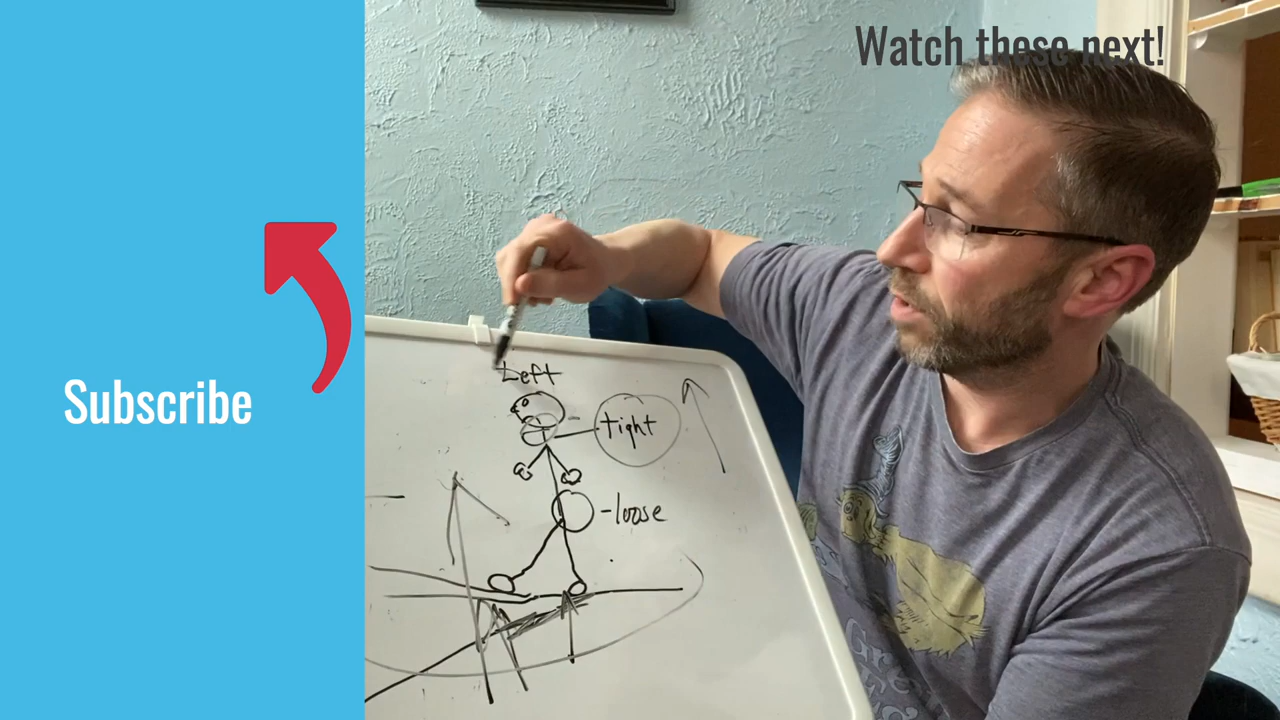 Watch these next!
Subscribe
Left
tight
-loose